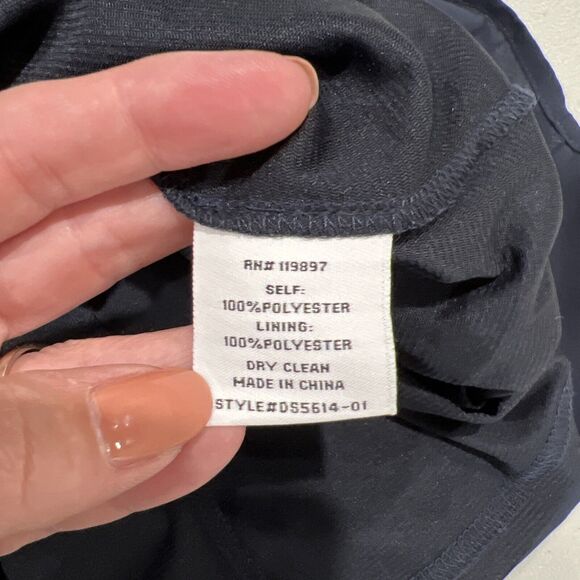 RN# 119897
SELF:
100%POLYESTER
LINING:
100%POLYESTER
DRY CLEAN
MADE IN CHINA
STYLE#DS5614-01